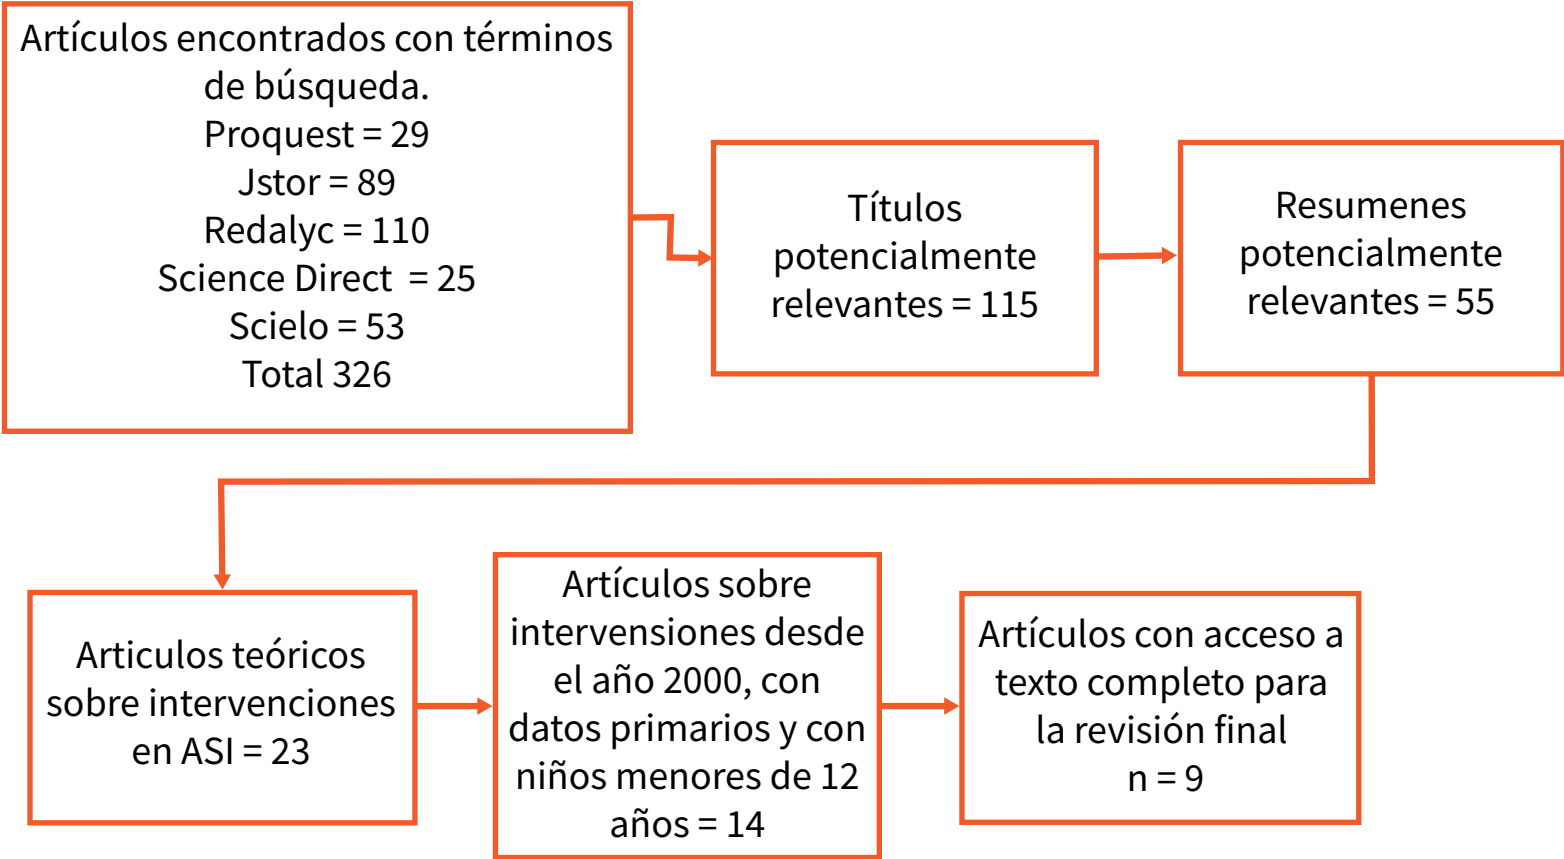 Artículos encontrados con términos
de búsqueda.
Proquest = 29
Jstor = 89
Redalyc = 110
Science Direct  = 25
Scielo = 53
Total 326
Títulos
potencialmente
relevantes = 115
Resumenes
potencialmente
relevantes = 55
Articulos teóricos
sobre intervenciones
en ASI = 23
Artículos sobre
intervensiones desde
el año 2000, con
datos primarios y con
niños menores de 12
años = 14
Artículos con acceso a
texto completo para
la revisión final
n = 9